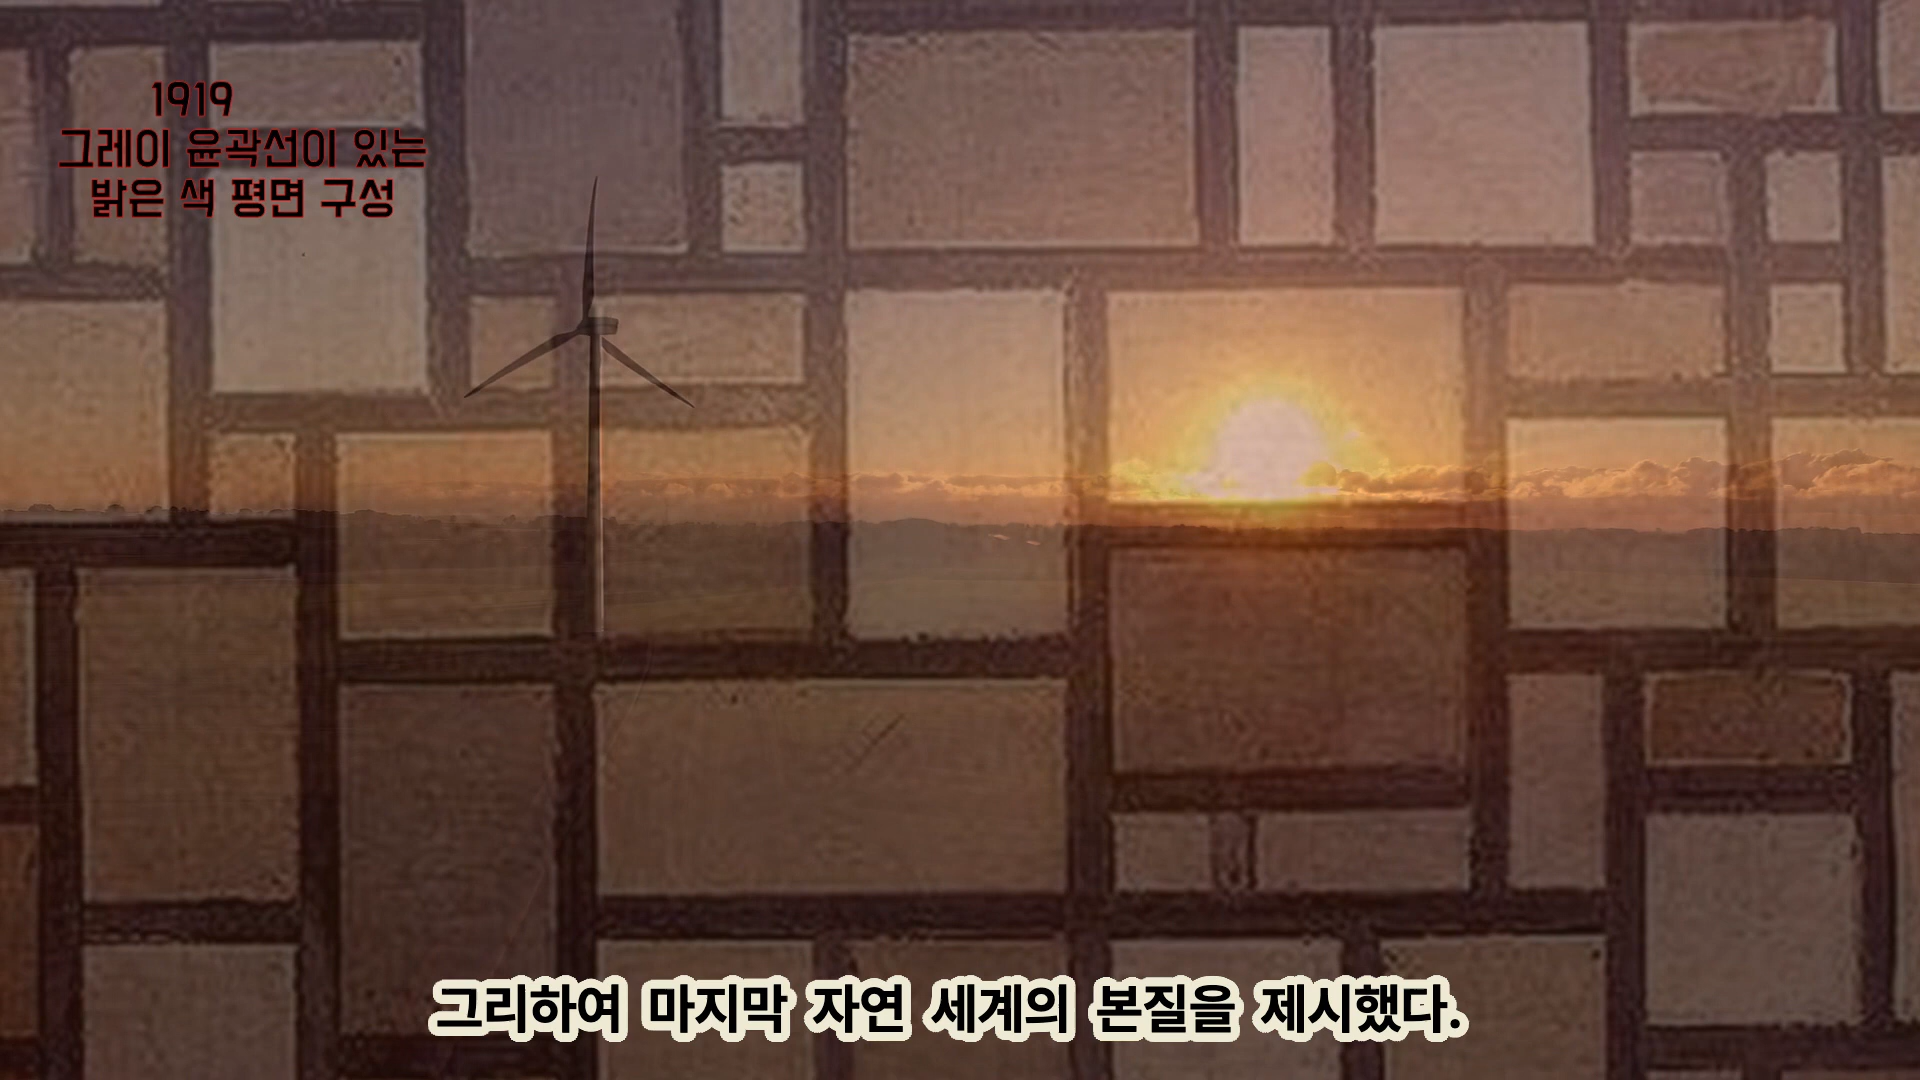 1919
그레이 윤곽선이 있는
밝은 색 평면 구성
그리하여 마지막 자연 세계의 본질을 제시했다.